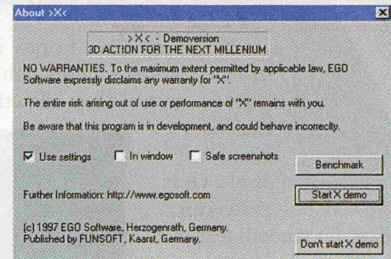 About >X<
>X< - Demoversion
3D ACTION FOR THE NEXT MILLENIUM
NO WARRANTIES. To the maximum extent permitted by applicable law, EGO
Software expressly disclaims any warranty for "X".
The entire risk arising out of use or performance of "X" remains with you.
Be aware that this program is in development, and could behave incorrectly.
Use settings In window Safe screenshots
Benchmark
Further Information: http://www.egosoft.com
Start X demo
(c) 1997 EGO Software, Herzogenrath, Germany.
Published by FUNSOFT, Kaarst, Germany.
Don't start X demo